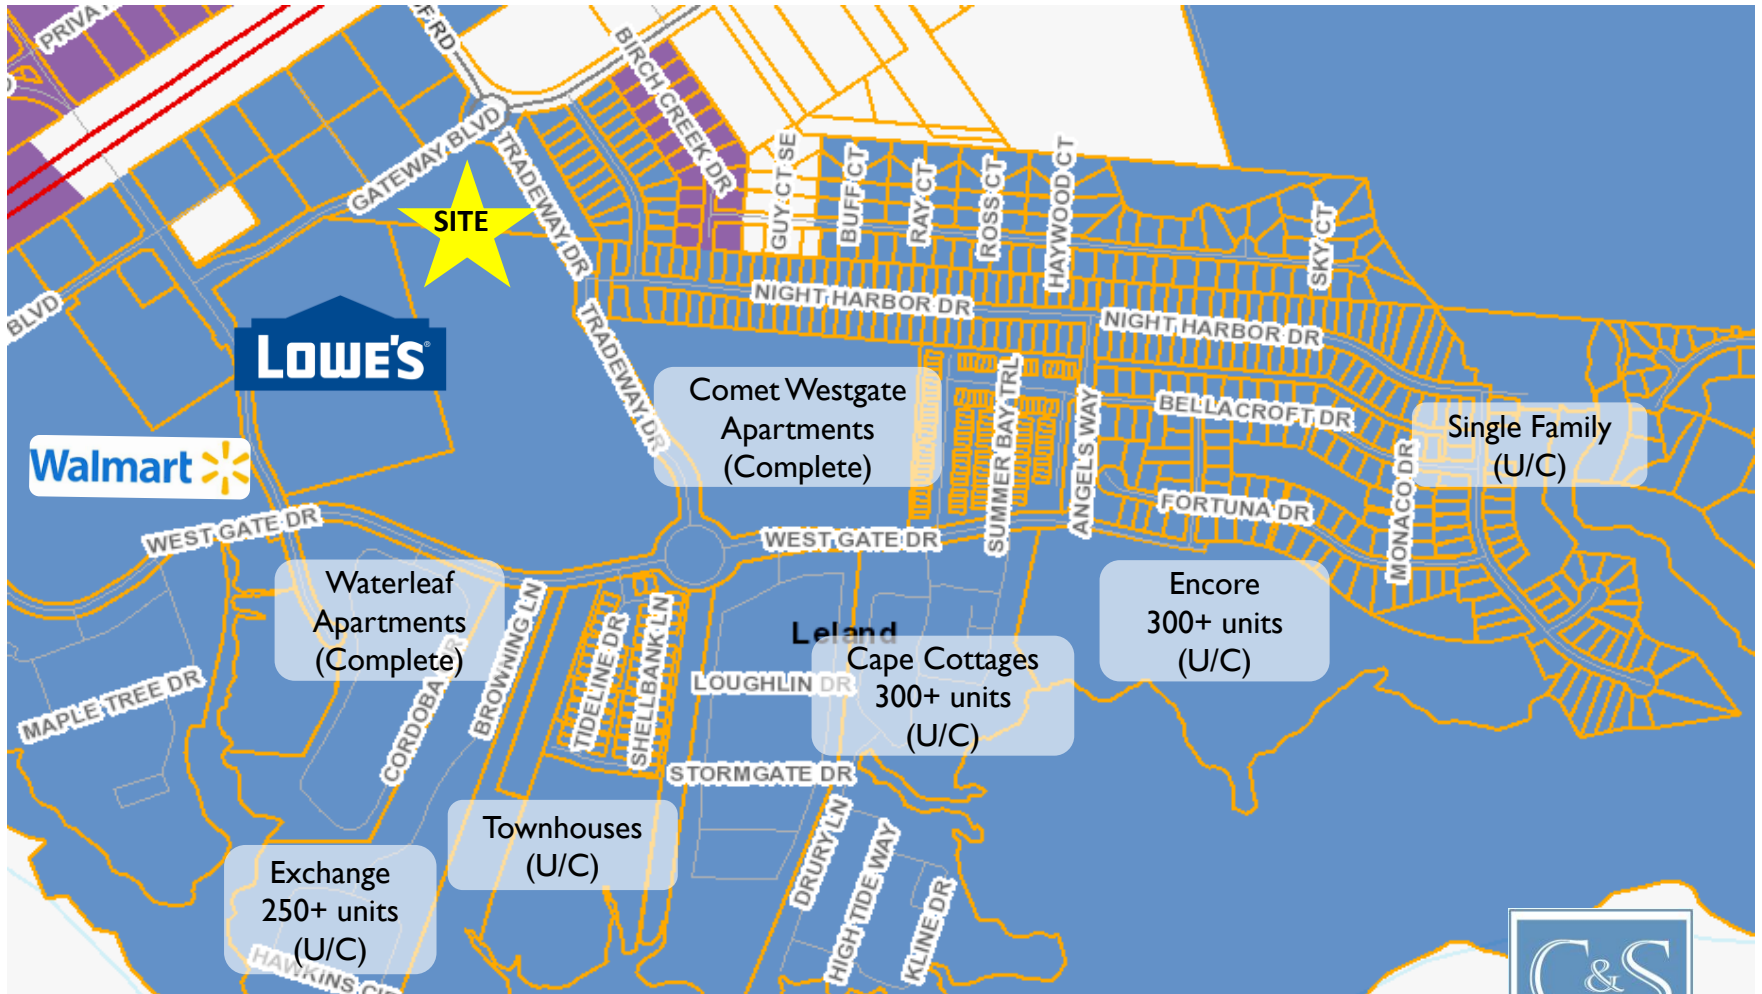 PRIVA
F RD
BIRCH CREEK DR
GATEWAY BLVD
TRADEWAY DR
SITE
GUY CT SE
BUFF CT
RAY CT
ROSS CT
HAYWOOD CT
SKY CT
BLVD
NIGHT HARBOR DR
NIGHT HARBOR DR
LOWE'S®
TRADEWAY DR
Comet Westgate
Apartments
(Complete)
SUMMER BAY TRL
ANGELS WAY
BELLACROFT DR
MONACO DR
Single Family
(U/C)
Walmart
FORTUNA DR
WEST GATE DR
WEST GATE DR
Waterleaf
Apartments
(Complete)
Encore
300+ units
(U/C)
Leland
Cape Cottages
300+ units
(U/C)
BROWNING LN
TIDELINE DR
SHELLBANK LN
LOUGHLIN DR
MAPLE TREE DR
CORDOBA
STORMGATE DR
Townhouses
(U/C)
DRURY LN
HIGH TIDE WAY
KLINE DR
Exchange
250+ units
(U/C)
HAWKINS CIR
C&S